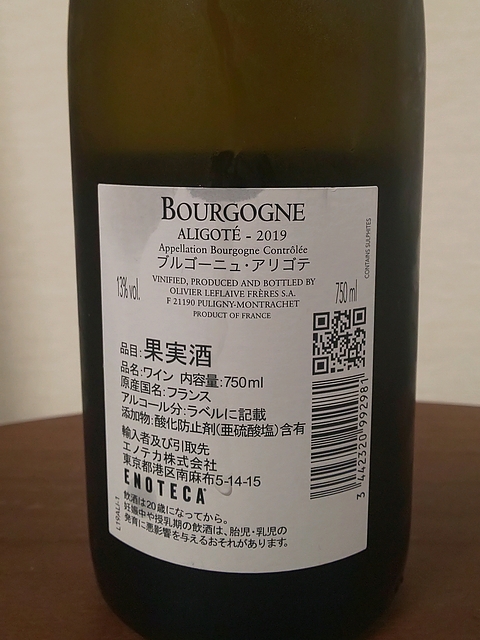 BOURGOGNE
ALIGOTÉ - 2019
Appellation Bourgogne Contrôlée
ブルゴーニュ・アリゴテ
13% vol.
VINIFIED, PRODUCED AND BOTTLED BY
OLIVIER LEFLAIVE FRÈRES S.A.
F 21190 PULIGNY-MONTRACHET
PRODUCT OF FRANCE
750 ml
CONTAINS SULPHITES
品目:果実酒
品名:ワイン 内容量:750ml
原産国名:フランス
アルコール分:ラベルに記載
添加物:酸化防止剤(亜硫酸塩)含有
輸入者及び引取先
エノテカ株式会社
東京都港区南麻布5-14-15
ENOTECA
飲酒は20歳になってから。
妊娠中や授乳期の飲酒は、胎児・乳児の
発育に悪影響を与えるおそれがあります。
3 442320 992981